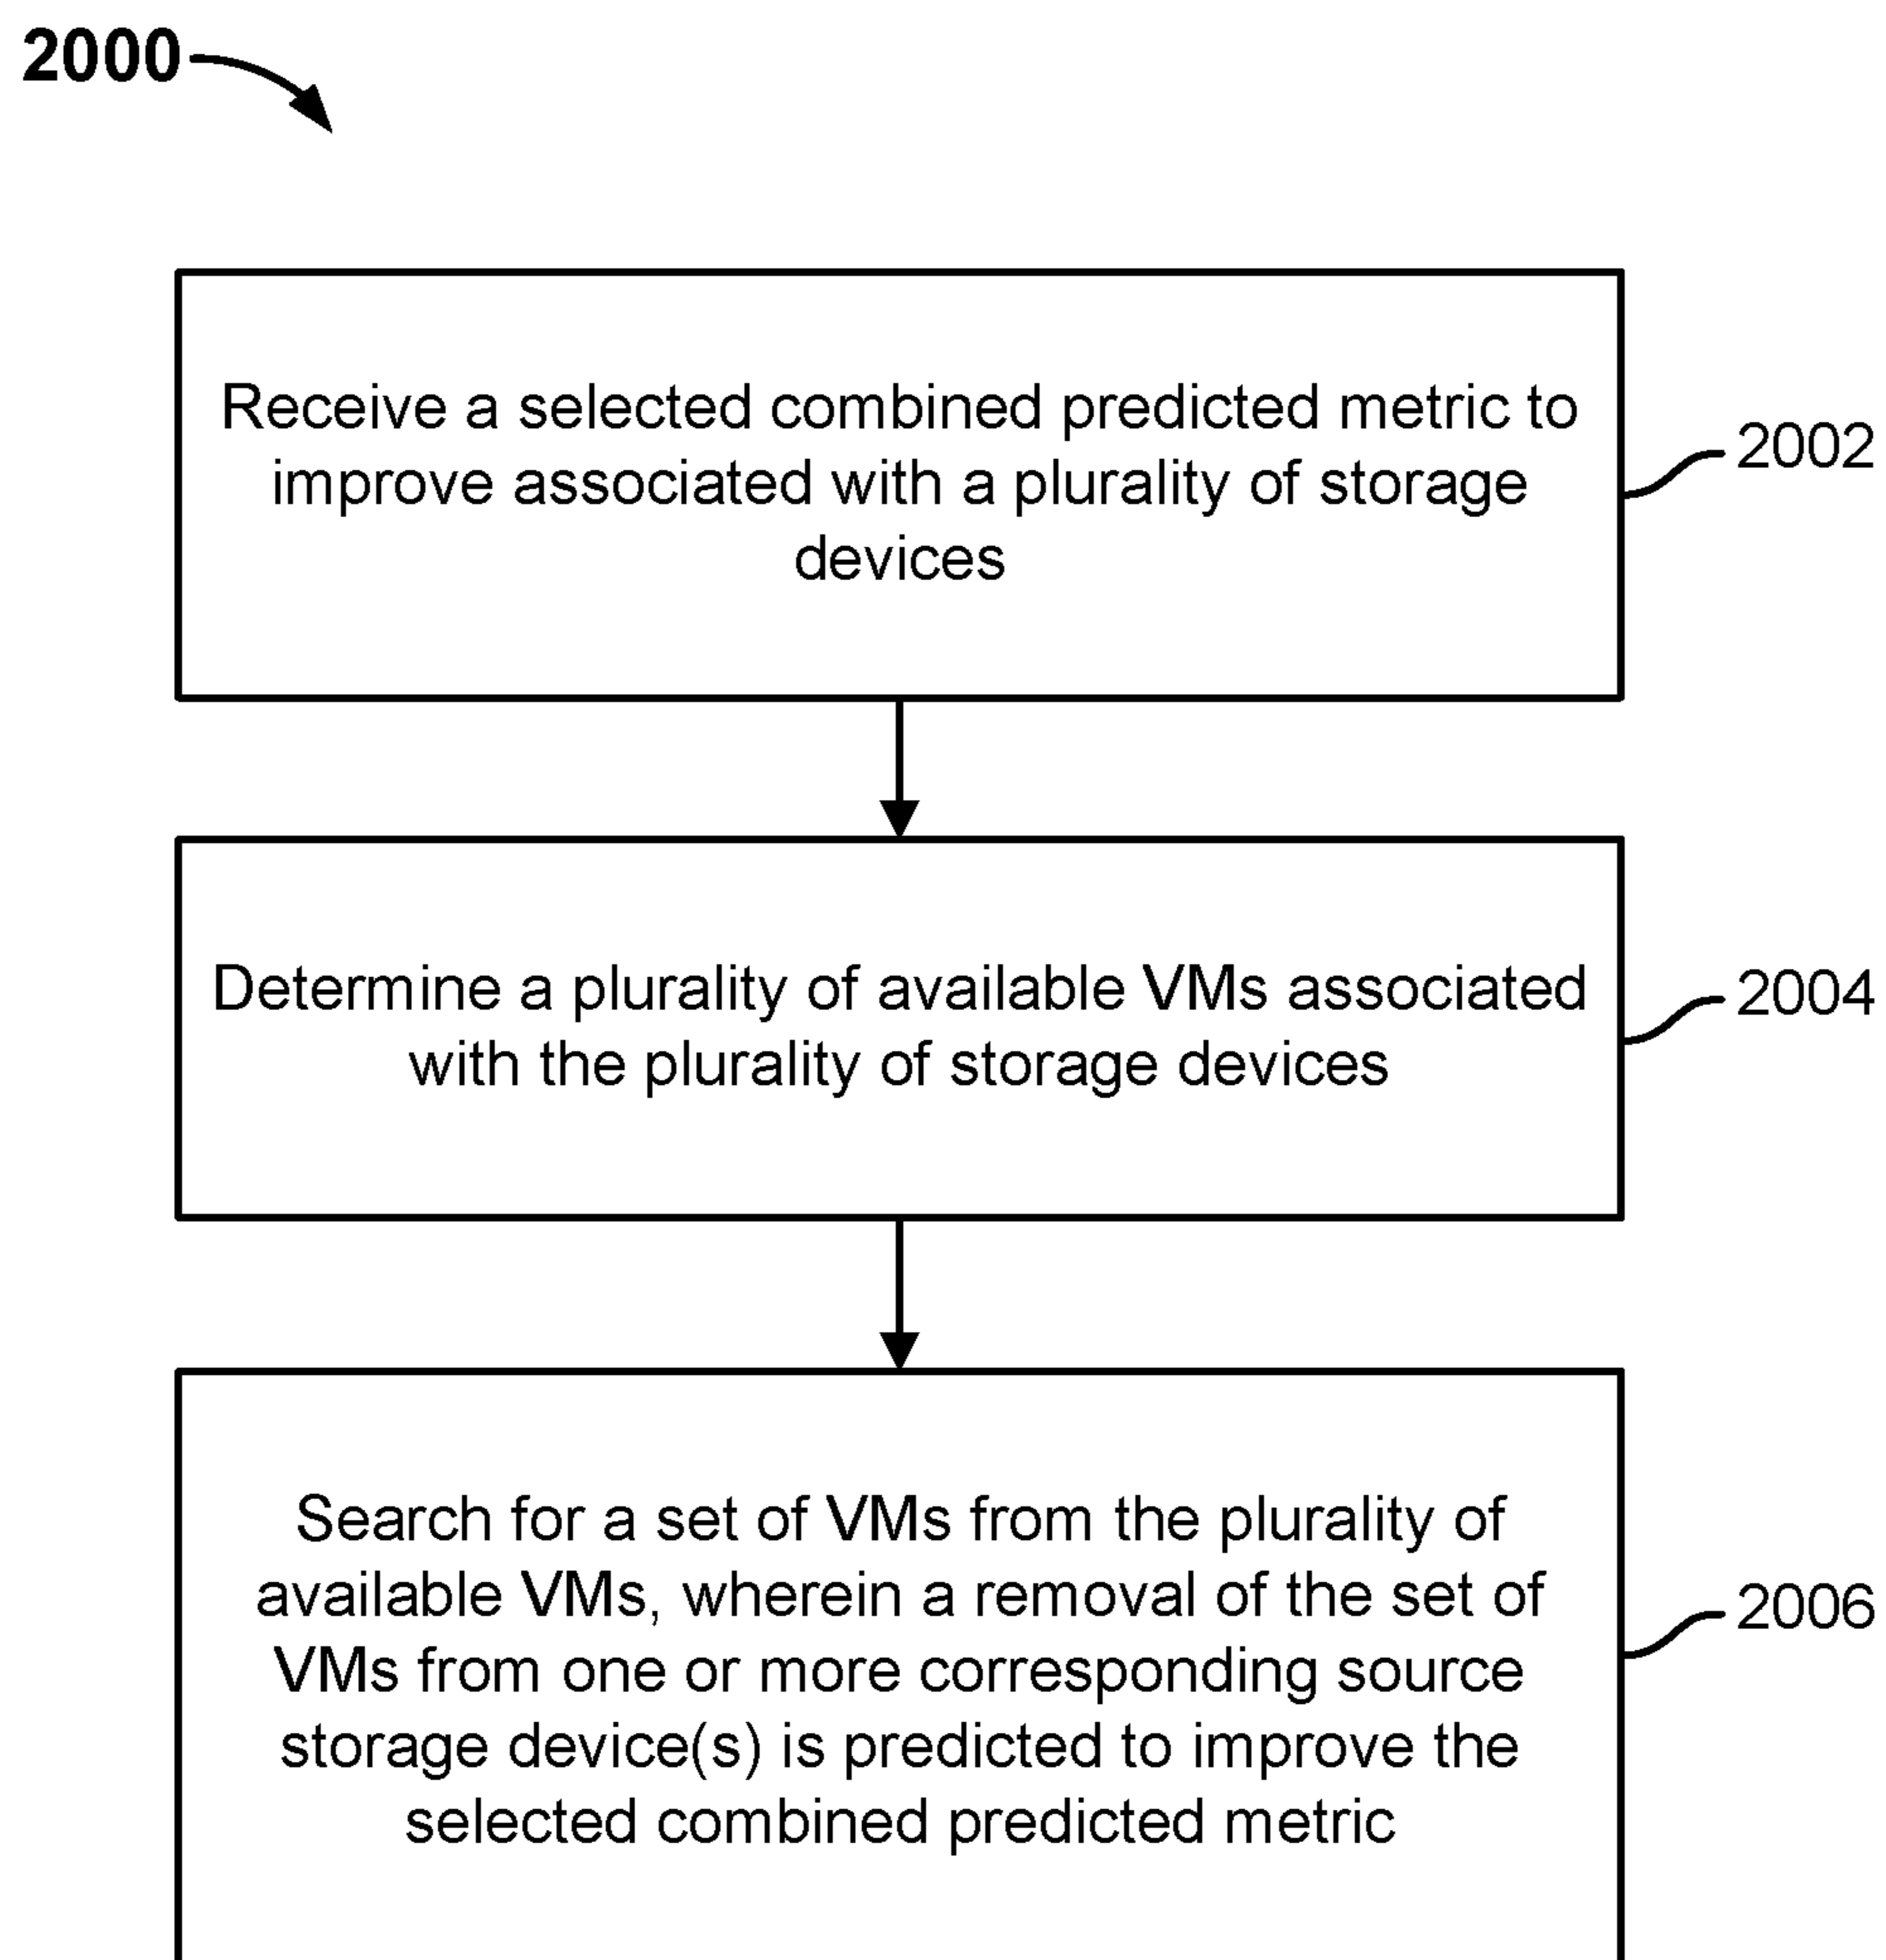 2000
Receive a selected combined predicted metric to
improve associated with a plurality of storage
devices
2002
Determine a plurality of available VMs associated
with the plurality of storage devices
2004
Search for a set of VMs from the plurality of
available VMs, wherein a removal of the set of
VMs from one or more corresponding source
storage device(s) is predicted to improve the
selected combined predicted metric
2006